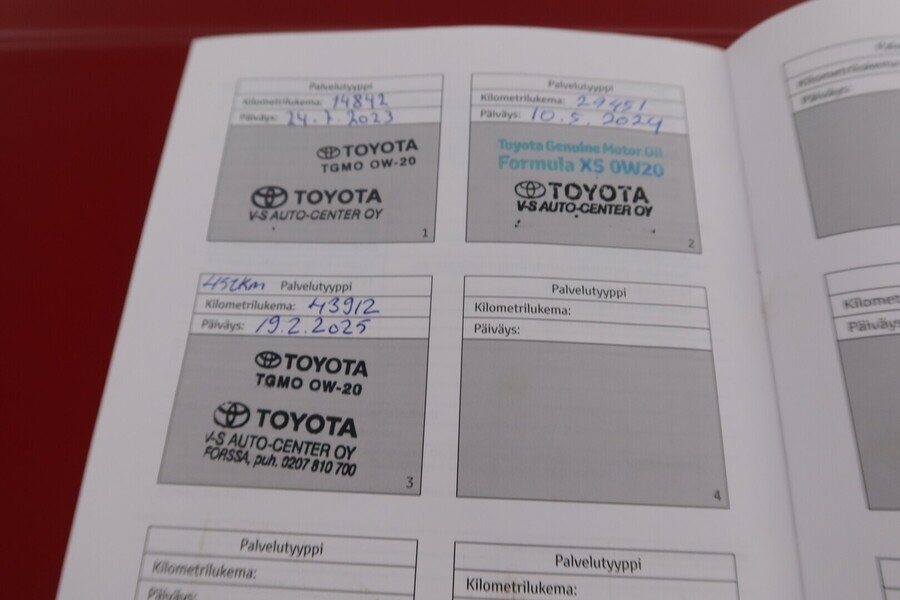 Palvelutyyppi
Kilometrilukema: 14842
Päiväys: 24.7.2023
TOYOTA
TGMO 0W-20
TOYOTA
V-S AUTO-CENTER OY
1
Palvelutyyppi
Kilometrilukema: 29451
Päiväys: 10.5.2024
Toyota Genuine Motor Oil
Formula XS 0W20
TOYOTA
V-S AUTO-CENTER OY
2
45tkm Palvelutyyppi
Kilometrilukema: 43912
Päiväys: 19.2.2025
TOYOTA
TGMO 0W-20
TOYOTA
V-S AUTO-CENTER OY
FORSSA, puh. 0207 810 700
3
Palvelutyyppi
Kilometrilukema:
Päiväys:
4
Palvelutyyppi
Kilometrilukema:
Päiväys:
Palvelutyyppi
Kilometrilukema: